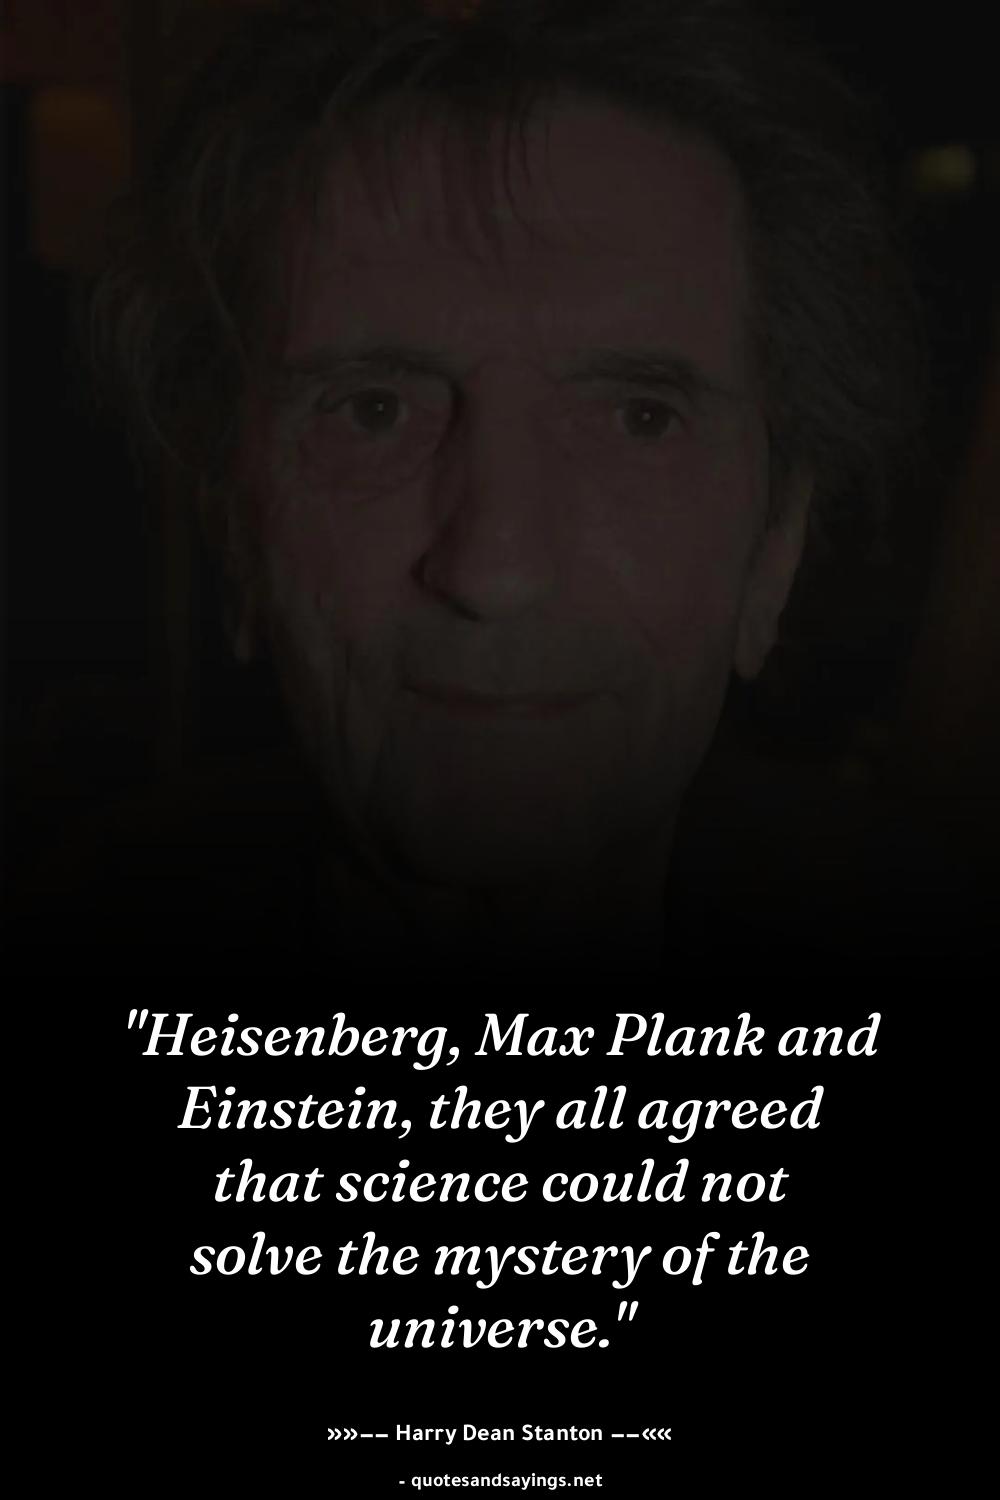 "Heisenberg, Max Plank and
Einstein, they all agreed
that science could not
solve the mystery of the
universe."
»»−− Harry Dean Stanton −−««
- quotesandsayings.net